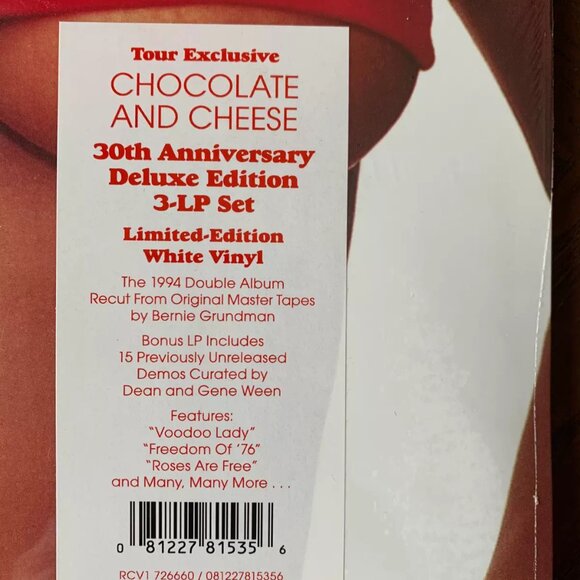 Tour Exclusive
CHOCOLATE
AND CHEESE
30th Anniversary
Deluxe Edition
3-LP Set
Limited-Edition
White Vinyl
The 1994 Double Album
Recut From Original Master Tapes
by Bernie Grundman
Bonus LP Includes
15 Previously Unreleased
Demos Curated by
Dean and Gene Ween
Features:
"Voodoo Lady"
"Freedom Of '76"
"Roses Are Free"
and Many, Many More . . .
0 81227 81535 6
RCV1 726660 / 081227815356